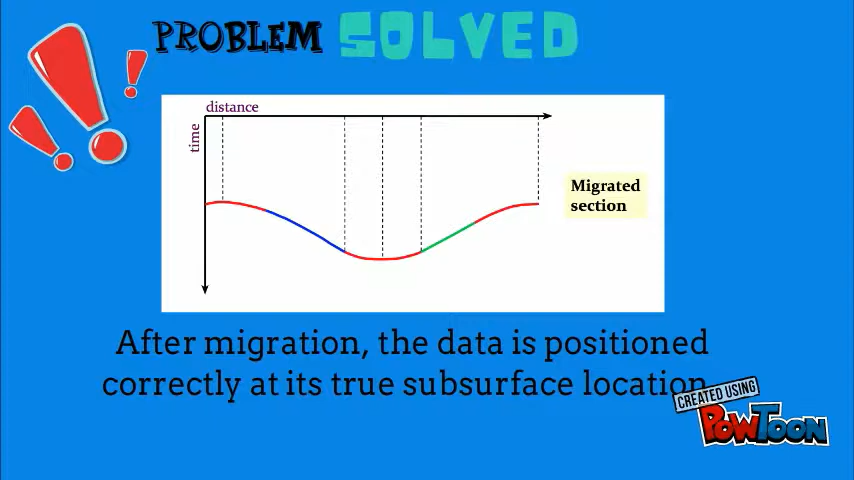 PROBLEM SOLVED
distance
time
Migrated
section
After migration, the data is positioned
correctly at its true subsurface location
CREATED USING
POWTOON